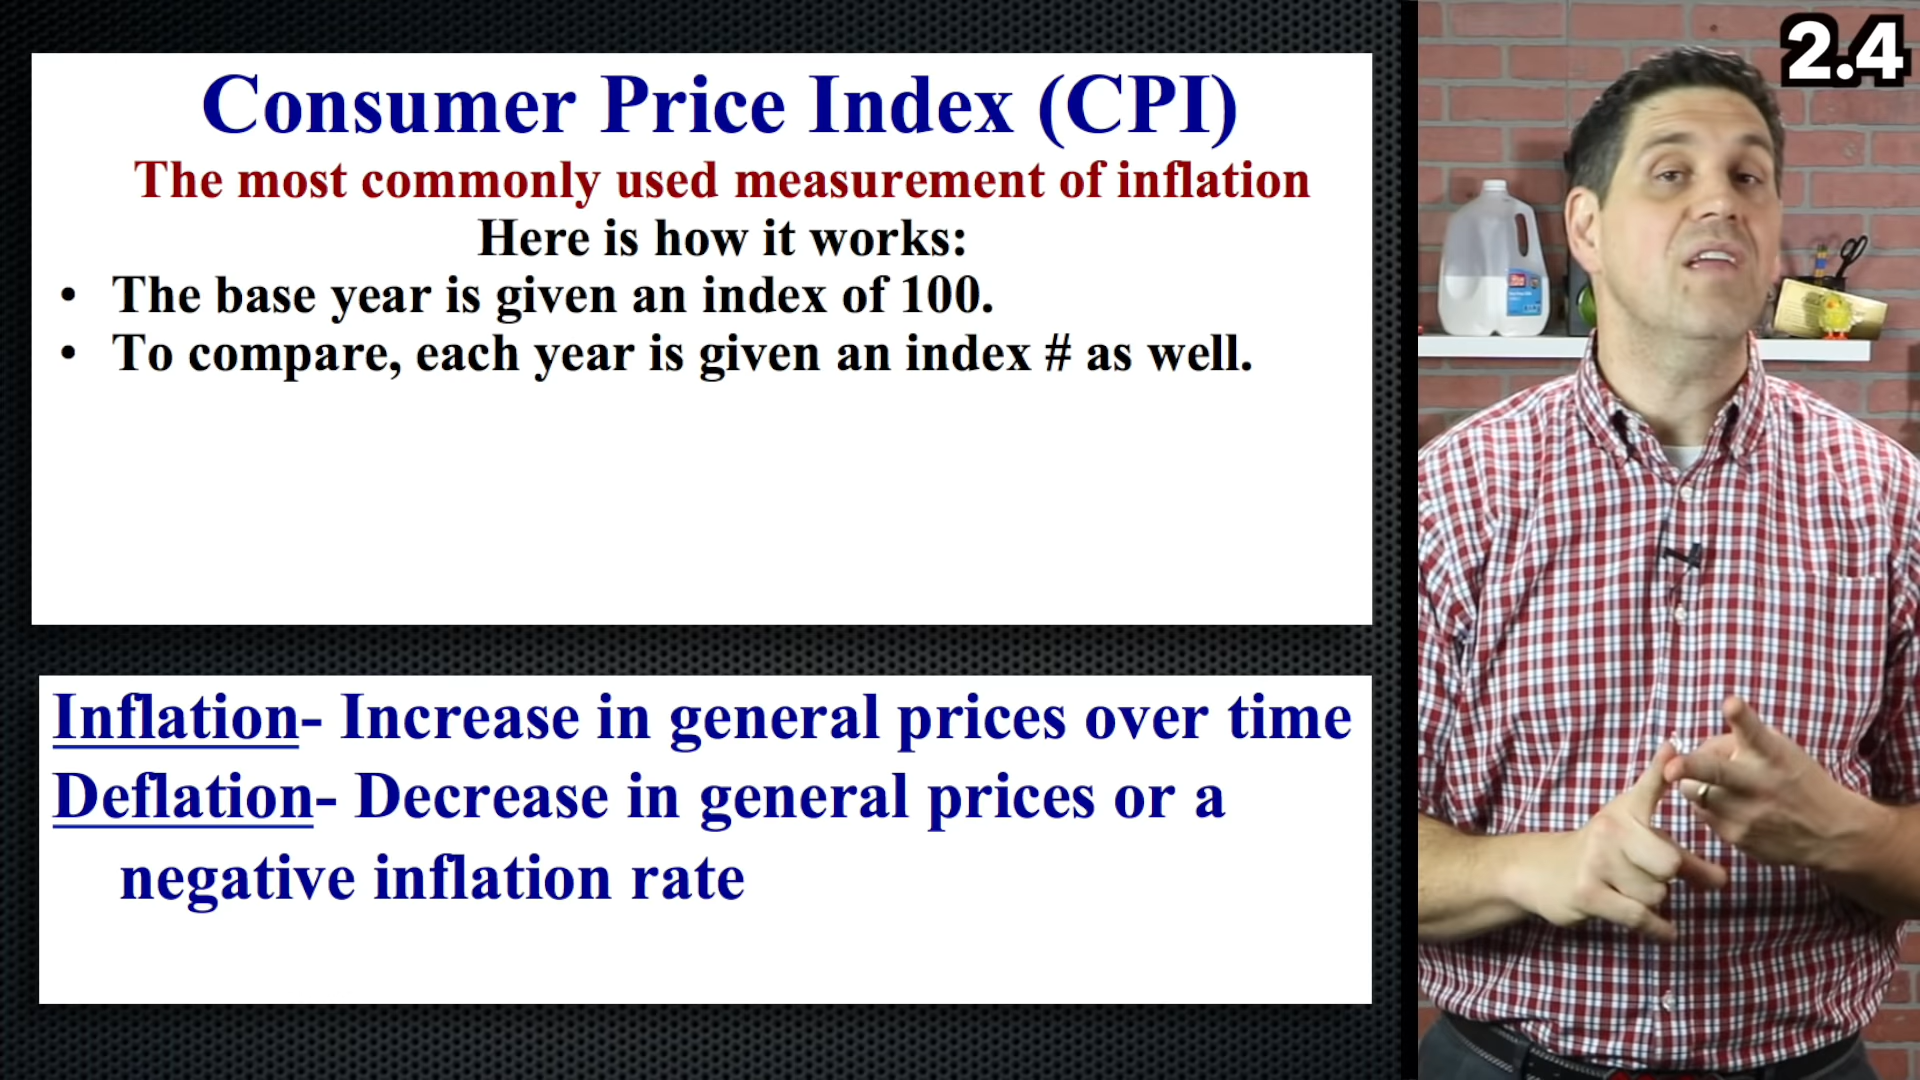 Consumer Price Index (CPI)
The most commonly used measurement of inflation
Here is how it works:
• The base year is given an index of 100.
• To compare, each year is given an index # as well.
Inflation- Increase in general prices over time
Deflation- Decrease in general prices or a
negative inflation rate
2.4